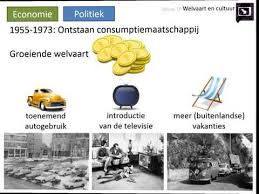 Economie Politiek Welvaart en cultuur
1955-1973: Ontstaan consumptiemaatschappij
Groeiende welvaart
toenemend autogebruik
introductie van de televisie
meer (buitenlandse) vakanties